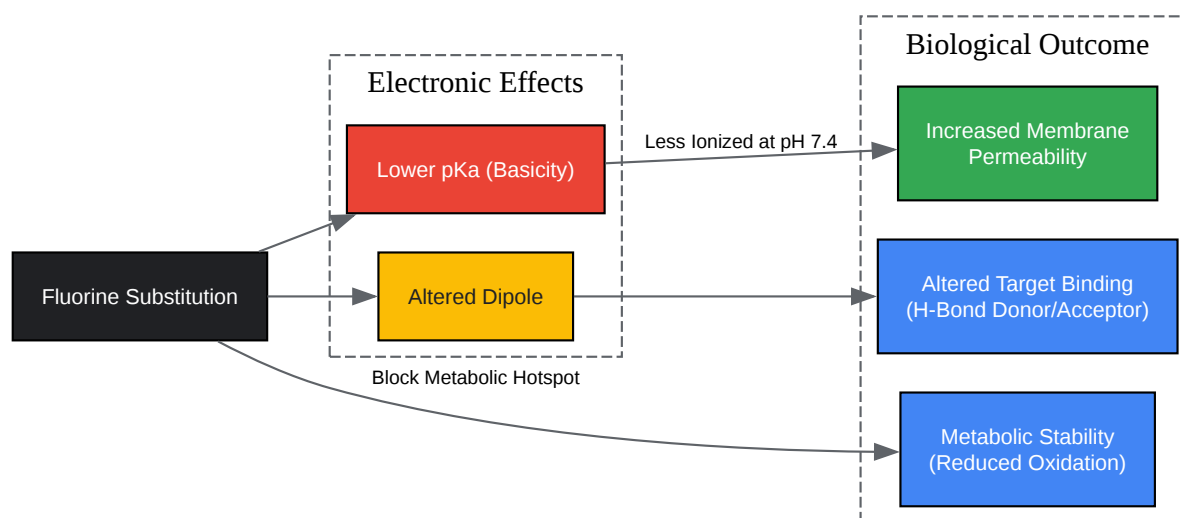 Biological Outcome
Electronic Effects
Increased Membrane
Permeability
Less Ionized at pH 7.4
Lower pKa (Basicity)
Fluorine Substitution
Altered Dipole
Altered Target Binding
(H-Bond Donor/Acceptor)
Block Metabolic Hotspot
Metabolic Stability
(Reduced Oxidation)